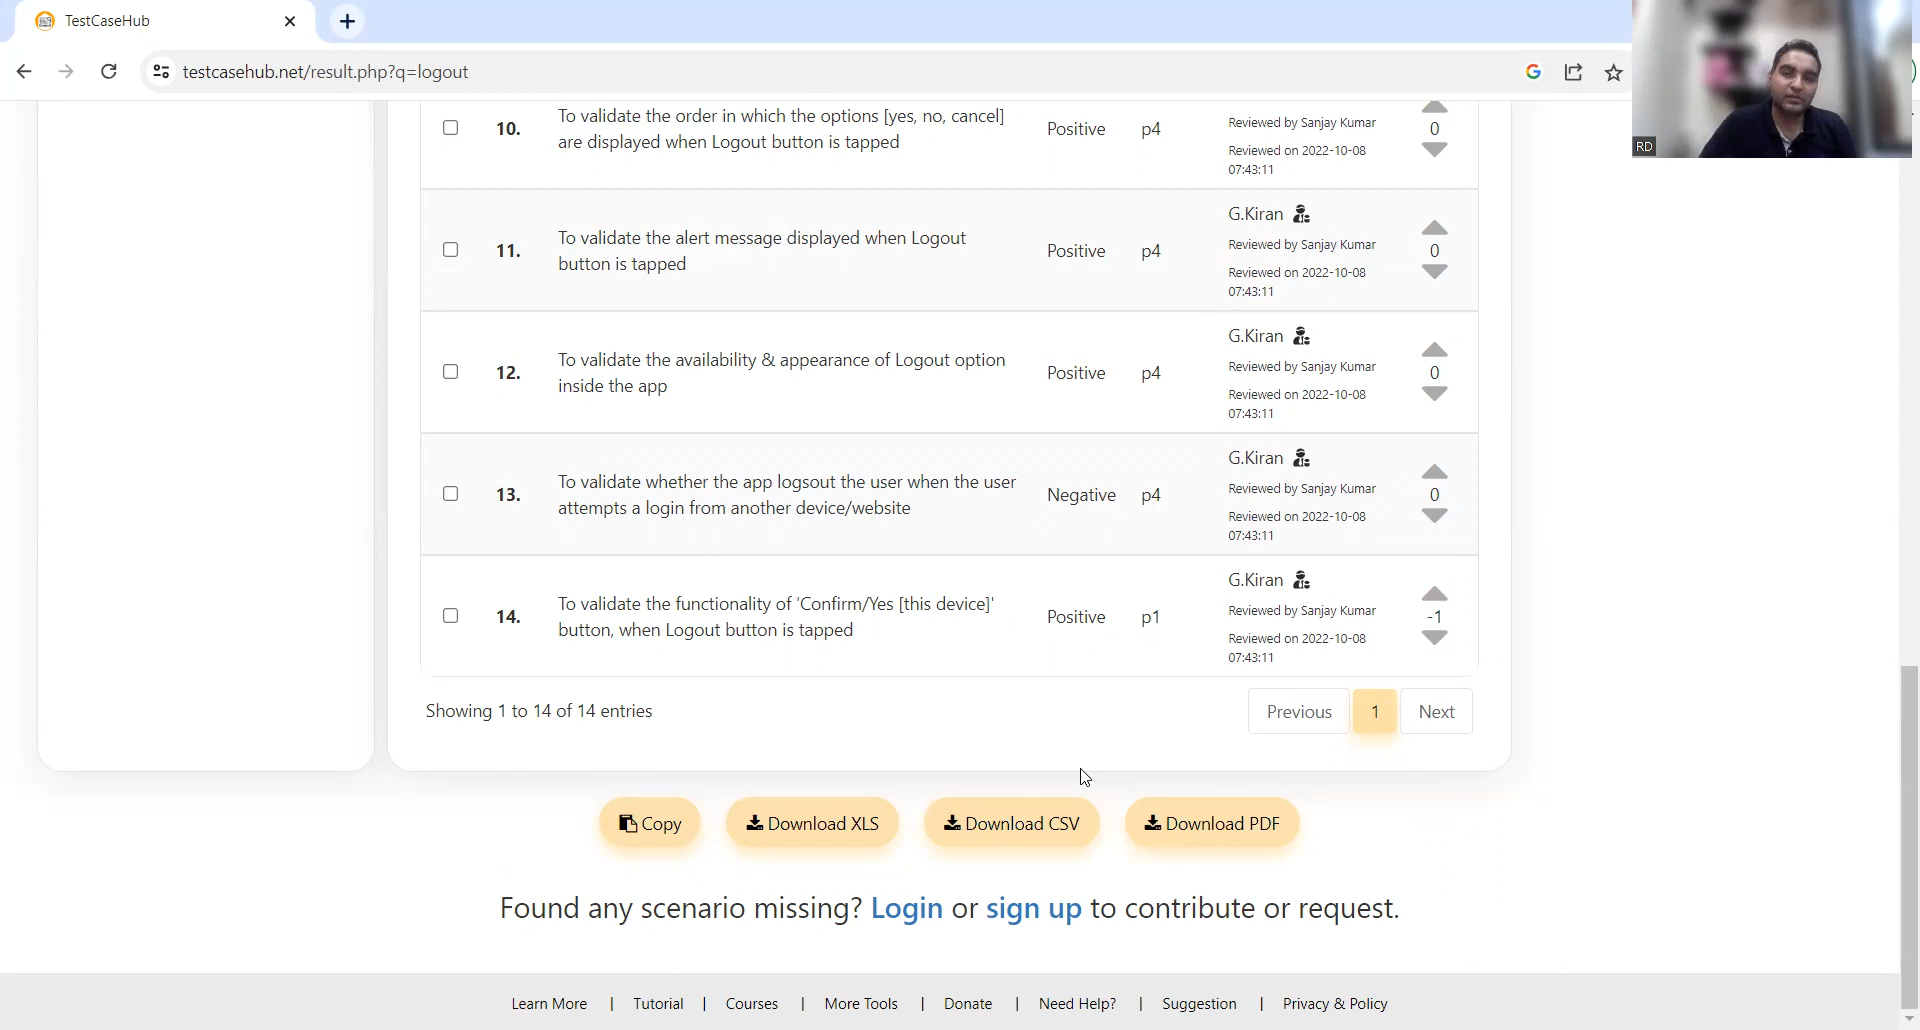 TestCaseHub
testcasehub.net/result.php?q=logout
RD
10.
To validate the order in which the options [yes, no, cancel]
are displayed when Logout button is tapped
Positive
p4
Reviewed by Sanjay Kumar
Reviewed on 2022-10-08
07:43:11
0
11.
To validate the alert message displayed when Logout
button is tapped
Positive
p4
G.Kiran
Reviewed by Sanjay Kumar
Reviewed on 2022-10-08
07:43:11
0
12.
To validate the availability & appearance of Logout option
inside the app
Positive
p4
G.Kiran
Reviewed by Sanjay Kumar
Reviewed on 2022-10-08
07:43:11
0
13.
To validate whether the app logsout the user when the user
attempts a login from another device/website
Negative
p4
G.Kiran
Reviewed by Sanjay Kumar
Reviewed on 2022-10-08
07:43:11
0
14.
To validate the functionality of 'Confirm/Yes [this device]'
button, when Logout button is tapped
Positive
p1
G.Kiran
Reviewed by Sanjay Kumar
Reviewed on 2022-10-08
07:43:11
-1
Showing 1 to 14 of 14 entries
Previous
1
Next
Copy
Download XLS
Download CSV
Download PDF
Found any scenario missing? Login or sign up to contribute or request.
Learn More | Tutorial | Courses | More Tools | Donate | Need Help? | Suggestion | Privacy & Policy